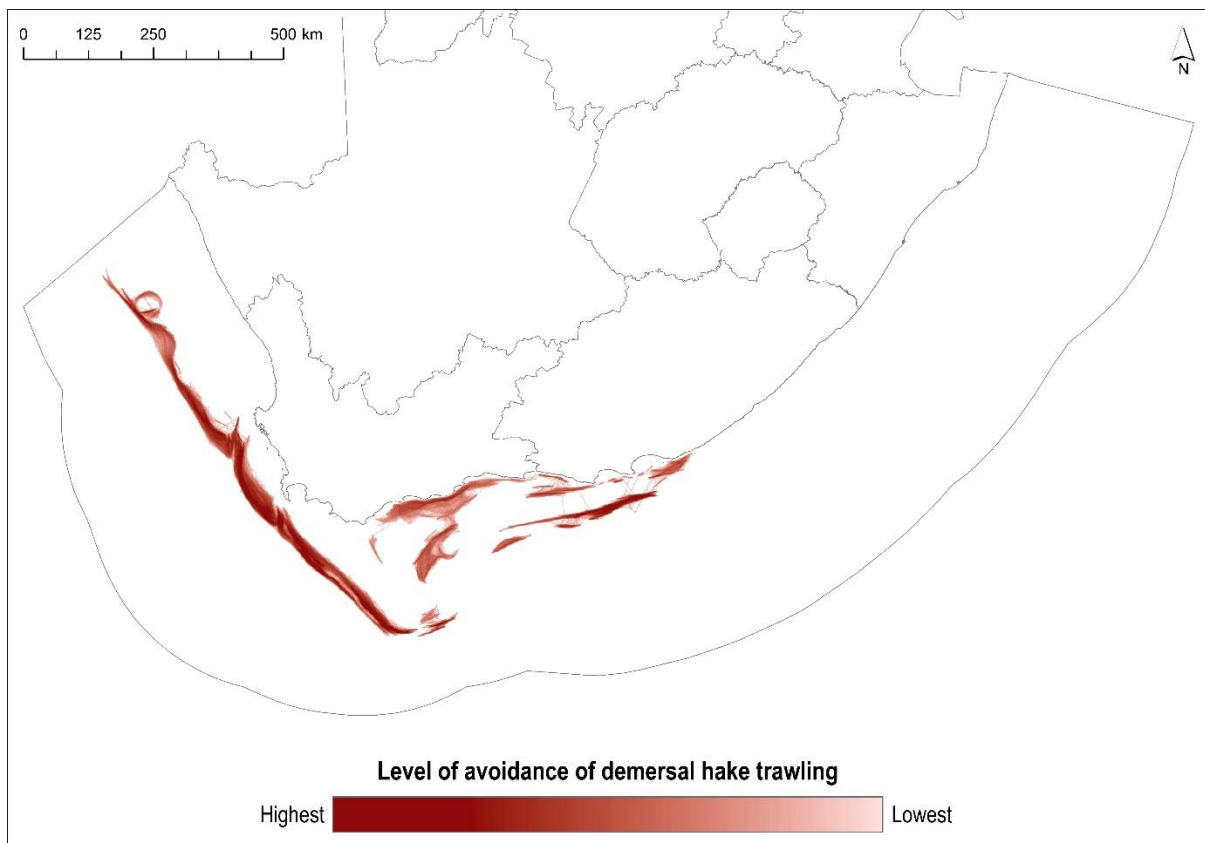 0 125 250 500 km
N
Level of avoidance of demersal hake trawling
Highest Lowest